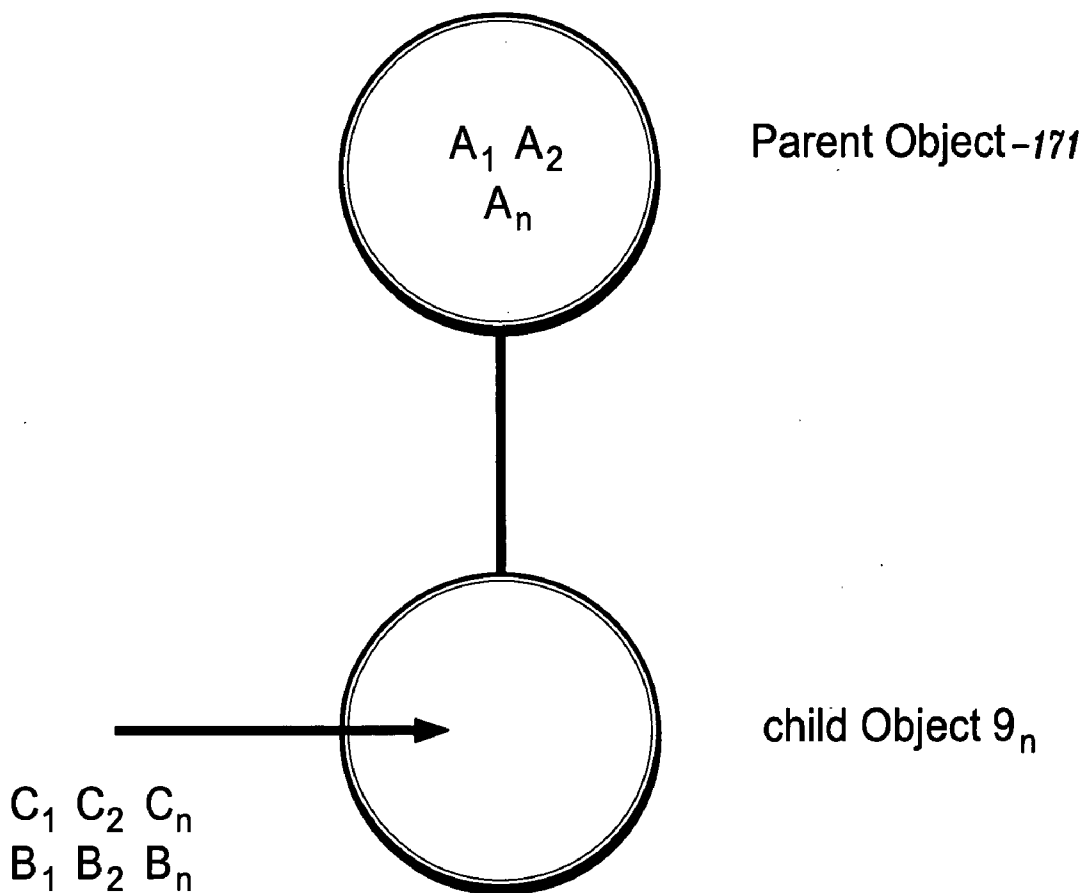 A₁ A₂
Aₙ
Parent Object-171
child Object 9ₙ
C₁ C₂ Cₙ
B₁ B₂ Bₙ